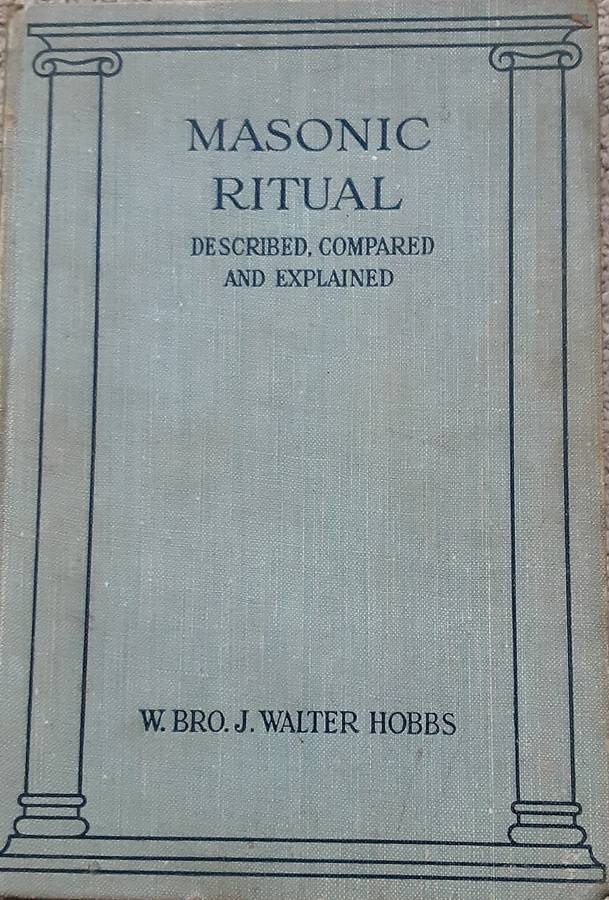 MASONIC
RITUAL
DESCRIBED, COMPARED
AND EXPLAINED
W. BRO. J. WALTER HOBBS